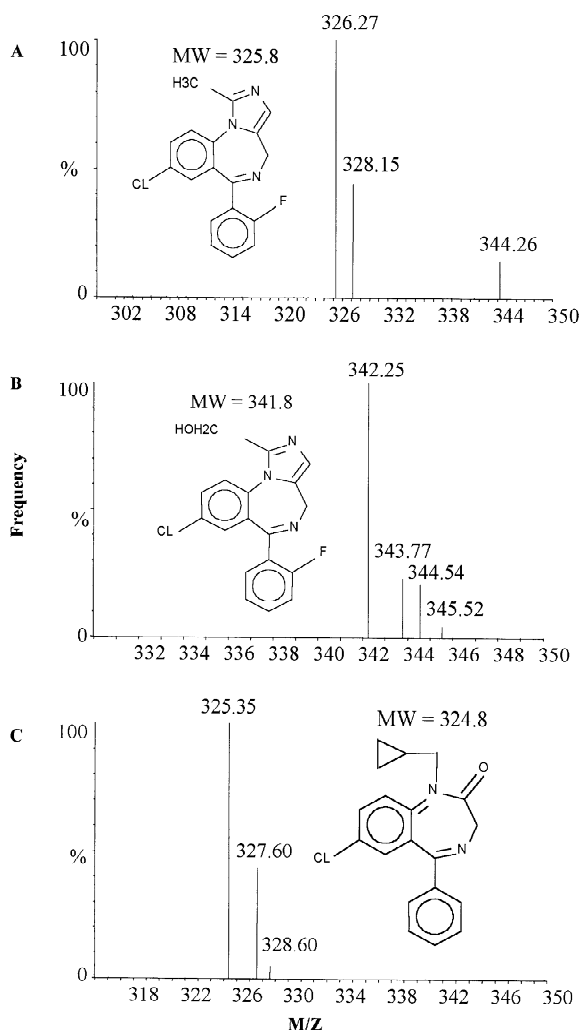 A
100
%
0
MW = 325.8
H3C
N
N
N
CL
F
326.27
328.15
344.26
302 308 314 320 326 332 338 344 350
B
Frequency
100
%
0
MW = 341.8
HOH2C
N
N
N
CL
F
342.25
343.77
344.54
345.52
332 334 336 338 340 342 344 346 348 350
C
100
%
0
325.35
327.60
328.60
MW = 324.8
N
O
N
CL
318 322 326 330 334 338 342 346 350
M/Z